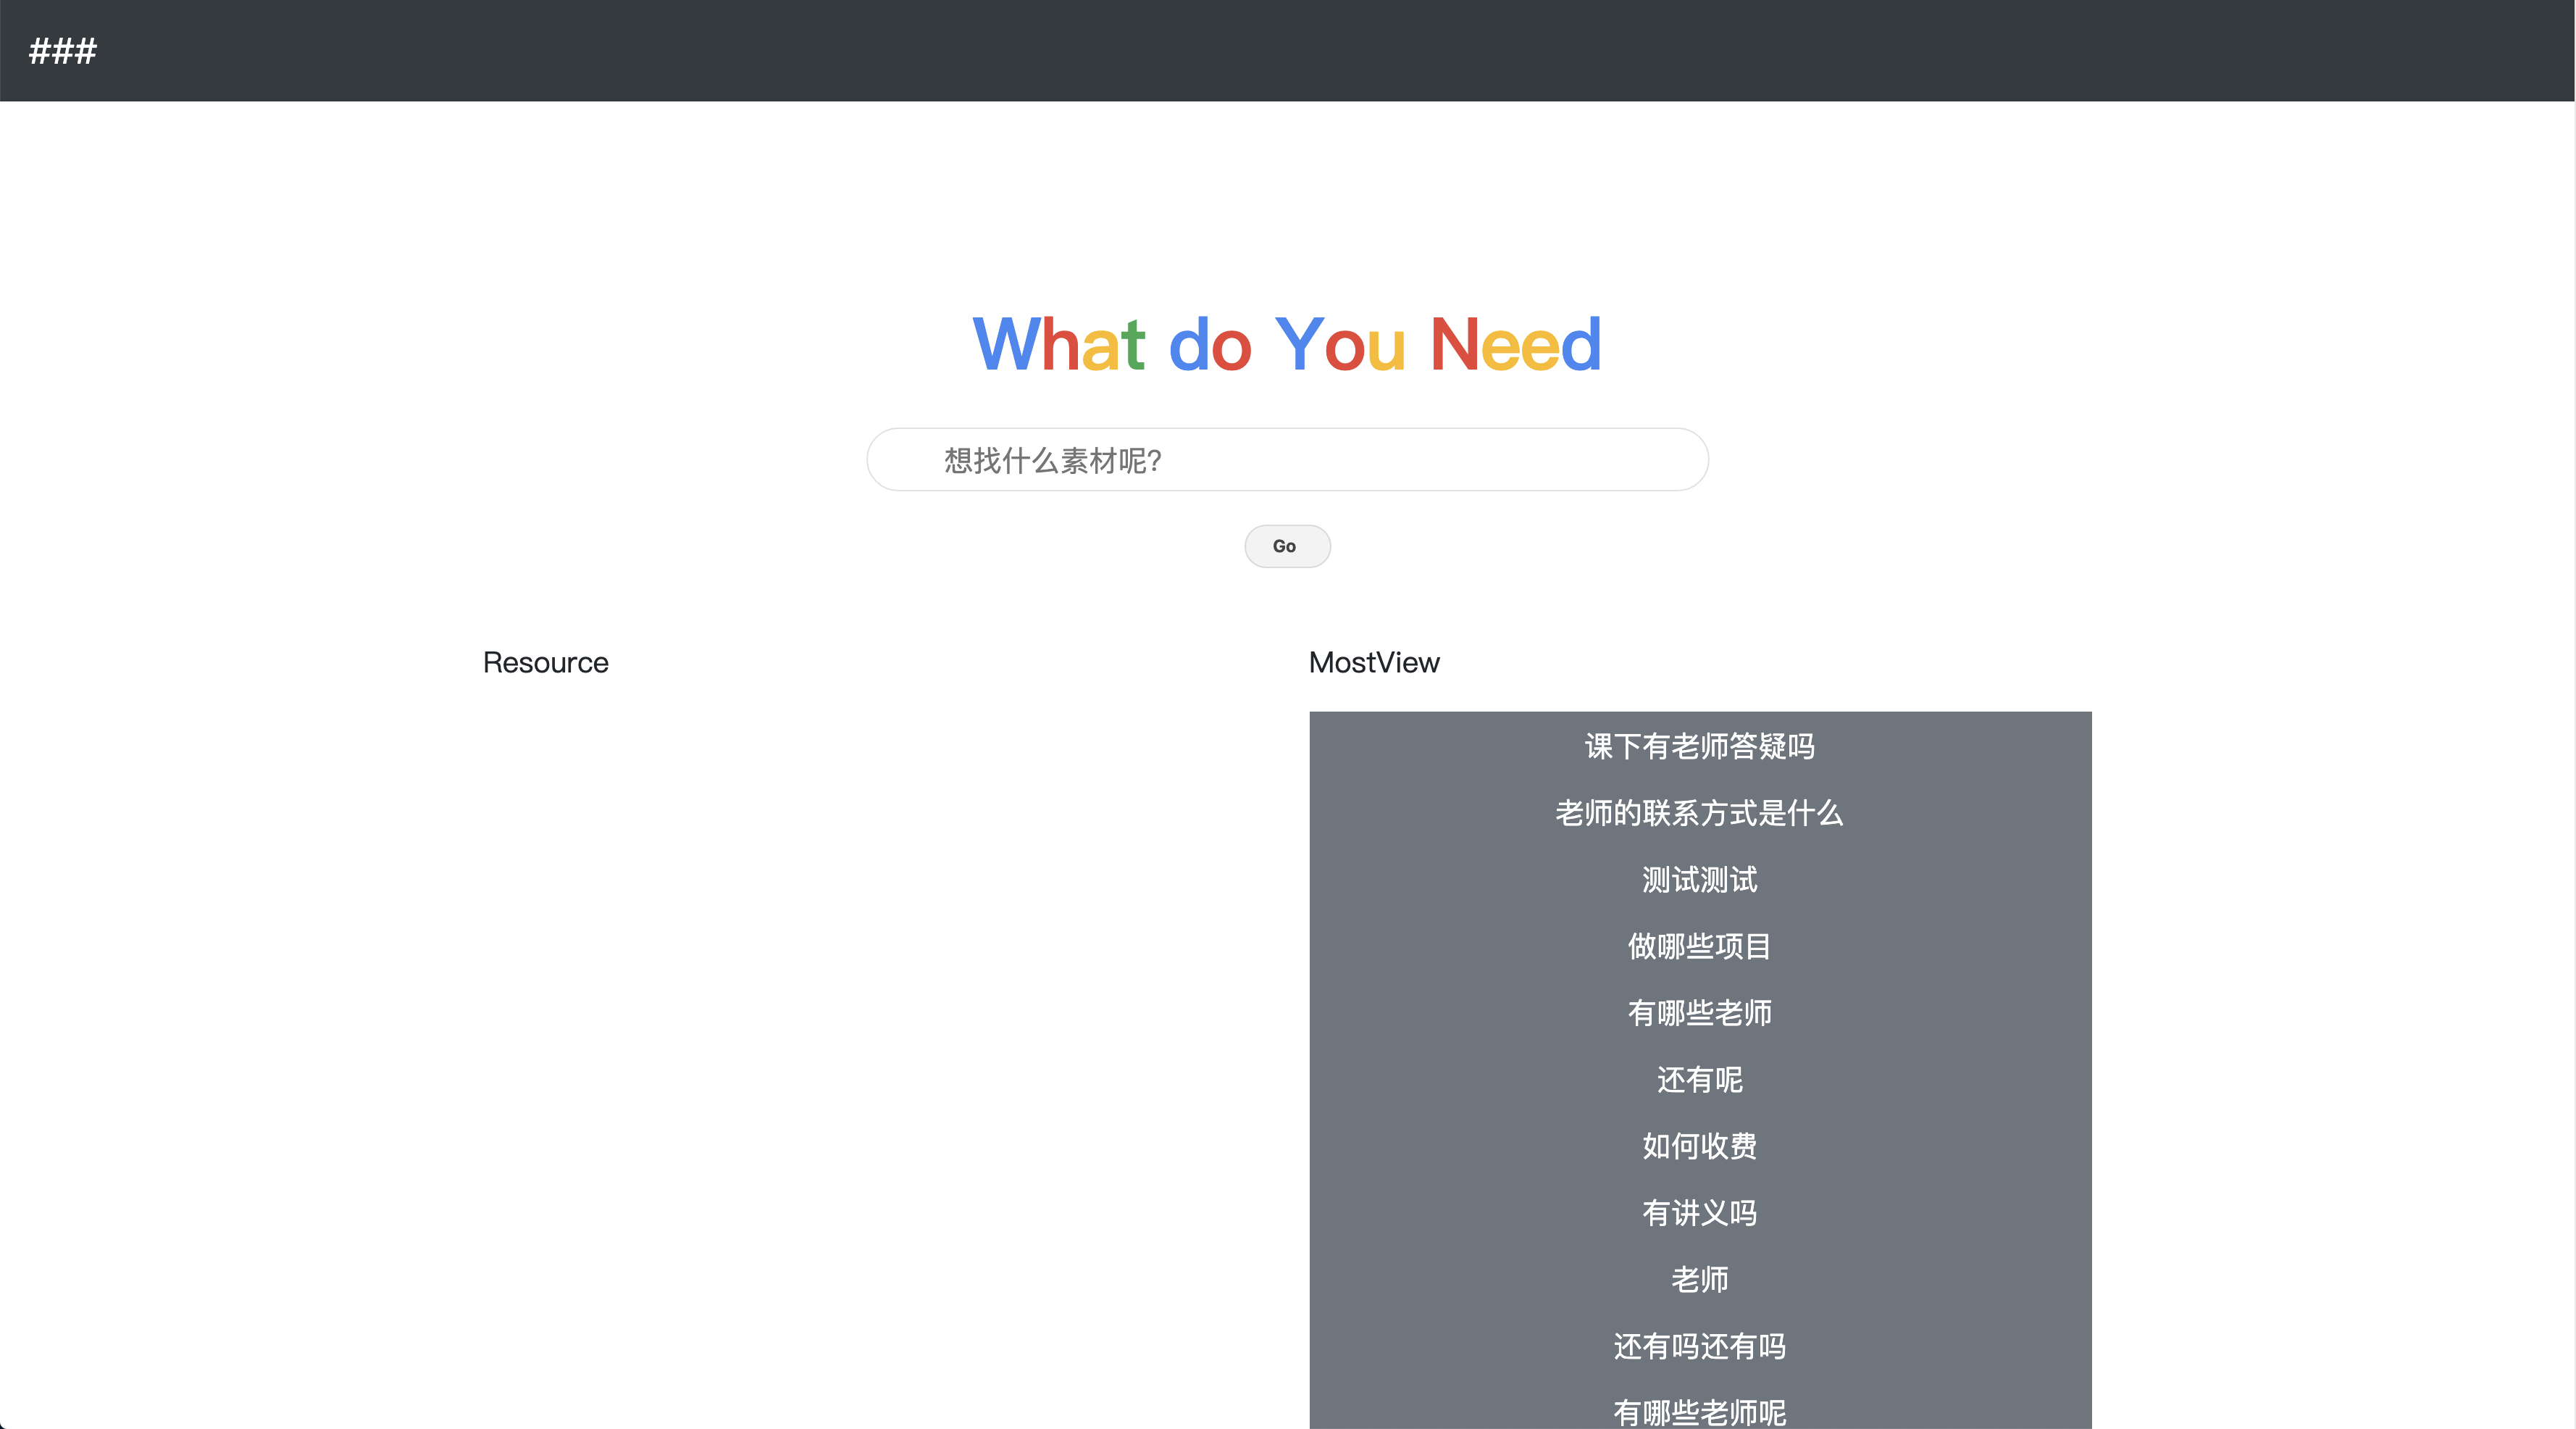 ###
What do You Need
想找什么素材呢?
Go
Resource
MostView
课下有老师答疑吗
老师的联系方式是什么
测试测试
做哪些项目
有哪些老师
还有呢
如何收费
有讲义吗
老师
还有吗还有吗
有哪些老师呢